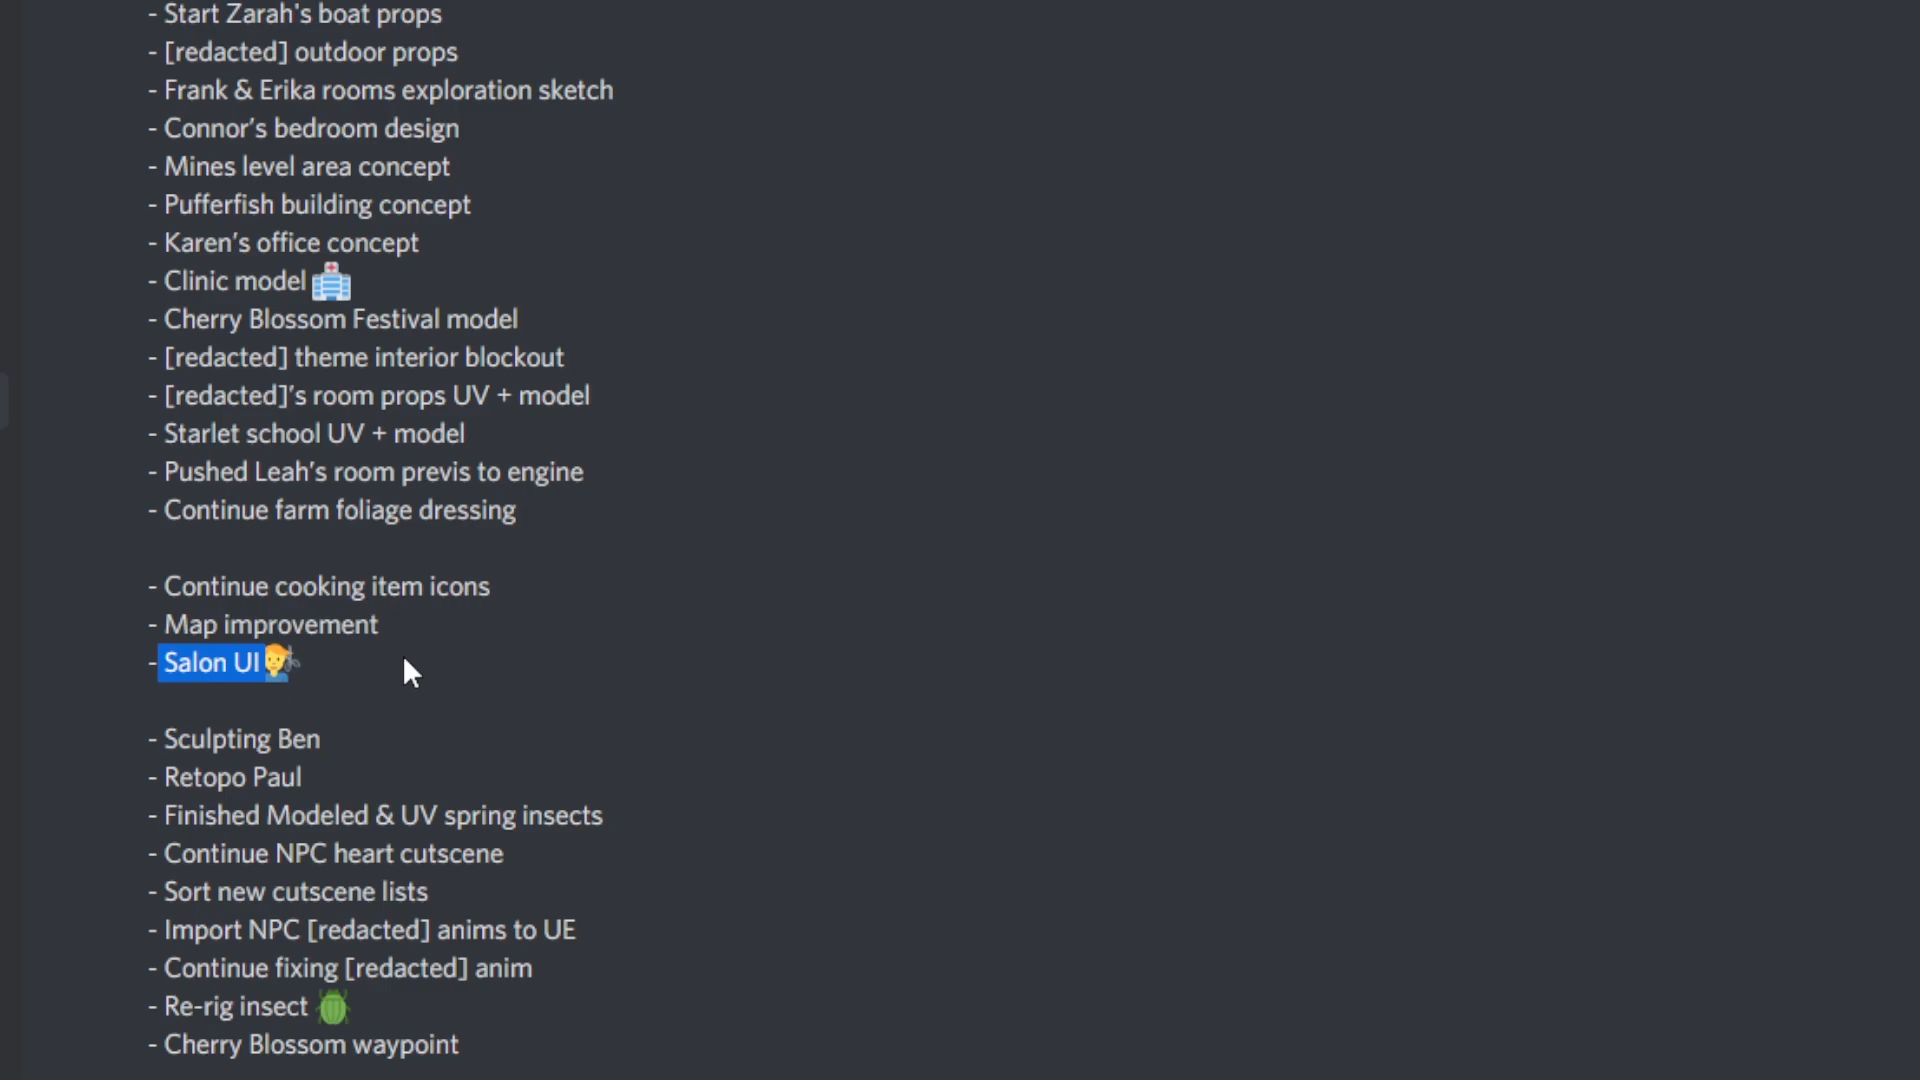 - Start Zarah's boat props
- [redacted] outdoor props
- Frank & Erika rooms exploration sketch
- Connor’s bedroom design
- Mines level area concept
- Pufferfish building concept
- Karen’s office concept
- Clinic model 🏥
- Cherry Blossom Festival model
- [redacted] theme interior blockout
- [redacted]’s room props UV + model
- Starlet school UV + model
- Pushed Leah’s room previs to engine
- Continue farm foliage dressing
- Continue cooking item icons
- Map improvement
- Salon UI 💇‍♂️
- Sculpting Ben
- Retopo Paul
- Finished Modeled & UV spring insects
- Continue NPC heart cutscene
- Sort new cutscene lists
- Import NPC [redacted] anims to UE
- Continue fixing [redacted] anim
- Re-rig insect 🪲
- Cherry Blossom waypoint